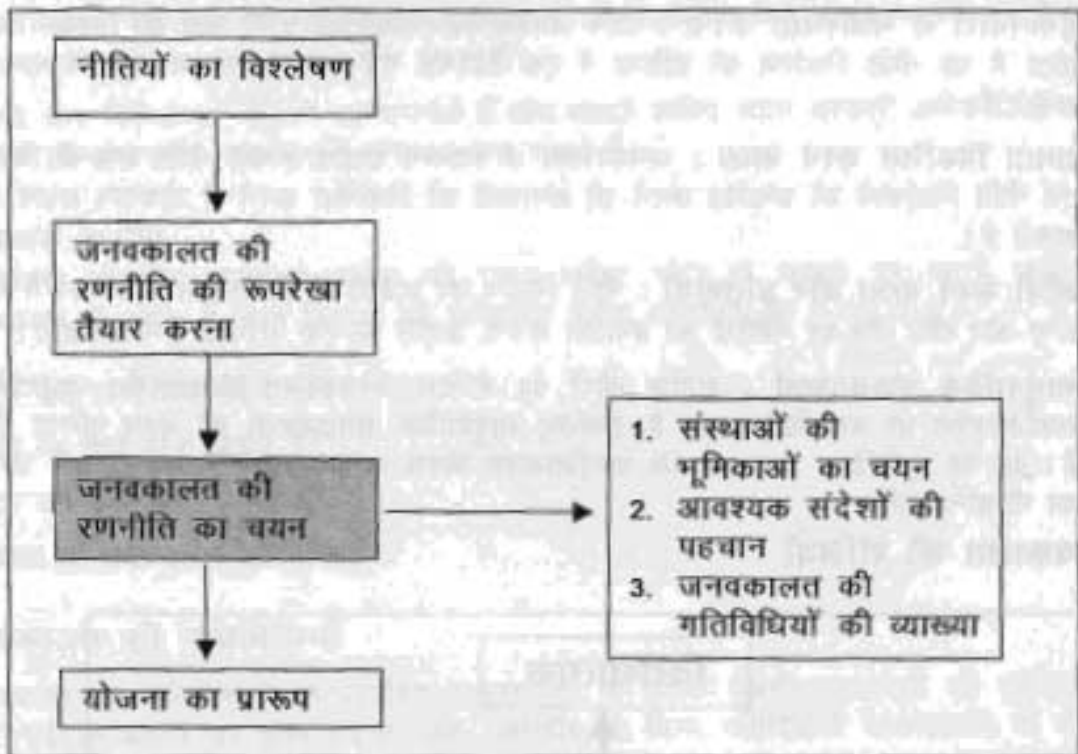 नीतियों का विश्लेषण
जनवकालत की
रणनीति की रूपरेखा
तैयार करना
जनवकालत की
रणनीति का चयन
1. संस्थाओं की
भूमिकाओं का चयन
2. आवश्यक संदेशों की
पहचान
3. जनवकालत की
गतिविधियों की व्याख्या
योजना का प्रारूप